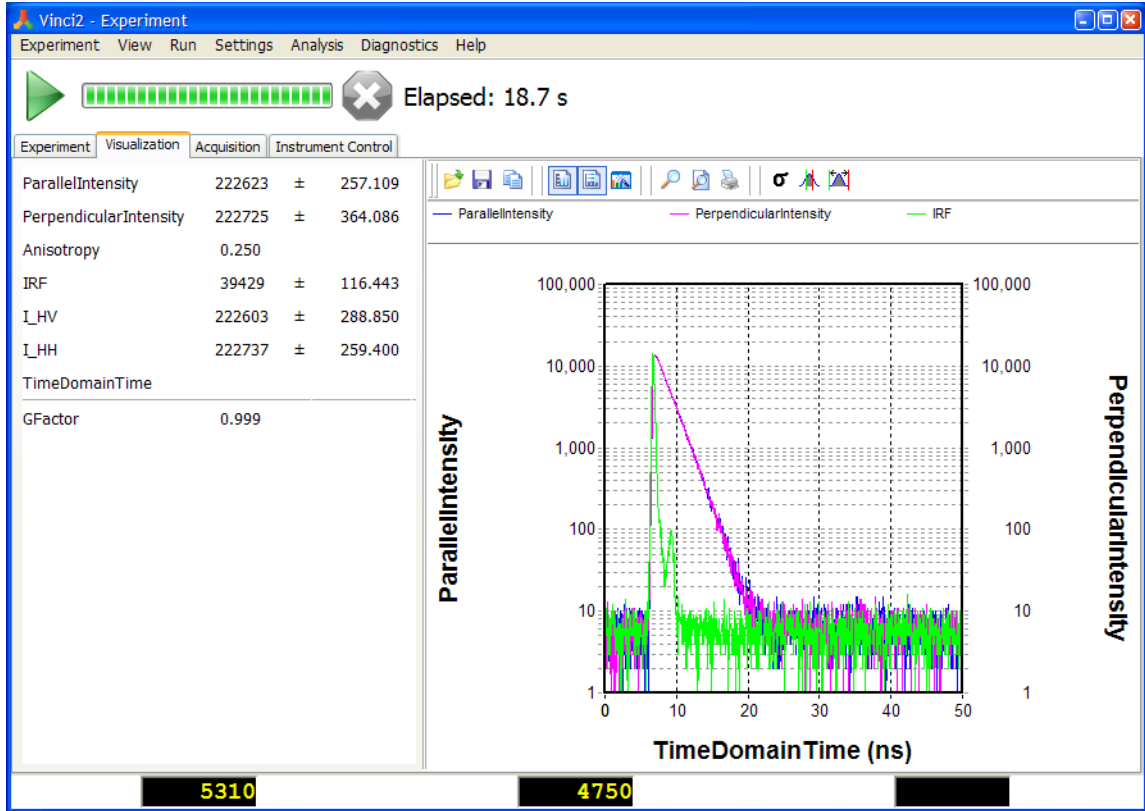 Vinci2 - Experiment
Experiment View Run Settings Analysis Diagnostics Help
Elapsed: 18.7 s
Experiment Visualization Acquisition Instrument Control
ParallelIntensity 222623 ± 257.109
PerpendicularIntensity 222725 ± 364.086
Anisotropy 0.250
IRF 39429 ± 116.443
I_HV 222603 ± 288.850
I_HH 222737 ± 259.400
TimeDomainTime
GFactor 0.999
σ
ParallelIntensity PerpendicularIntensity IRF
100,000 100,000
10,000 10,000
1,000 1,000
100 100
10 10
1 1
0 10 20 30 40 50
ParallelIntensity
PerpendicularIntensity
TimeDomainTime (ns)
5310 4750